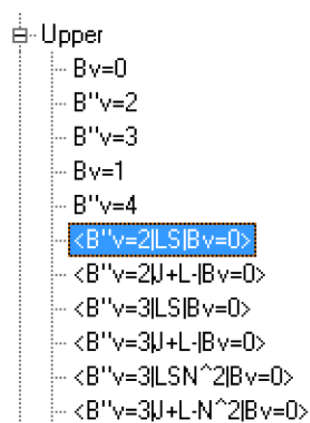 Upper
Bv=0
B"v=2
B"v=3
Bv=1
B"v=4
<B"v=2|LS|Bv=0>
<B"v=2|J+L-|Bv=0>
<B"v=3|LS|Bv=0>
<B"v=3|J+L-|Bv=0>
<B"v=3|LSN^2|Bv=0>
<B"v=3|J+L-N^2|Bv=0>